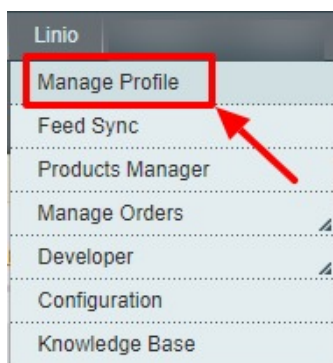 Linio
Manage Profile
Feed Sync
Products Manager
Manage Orders
Developer
Configuration
Knowledge Base